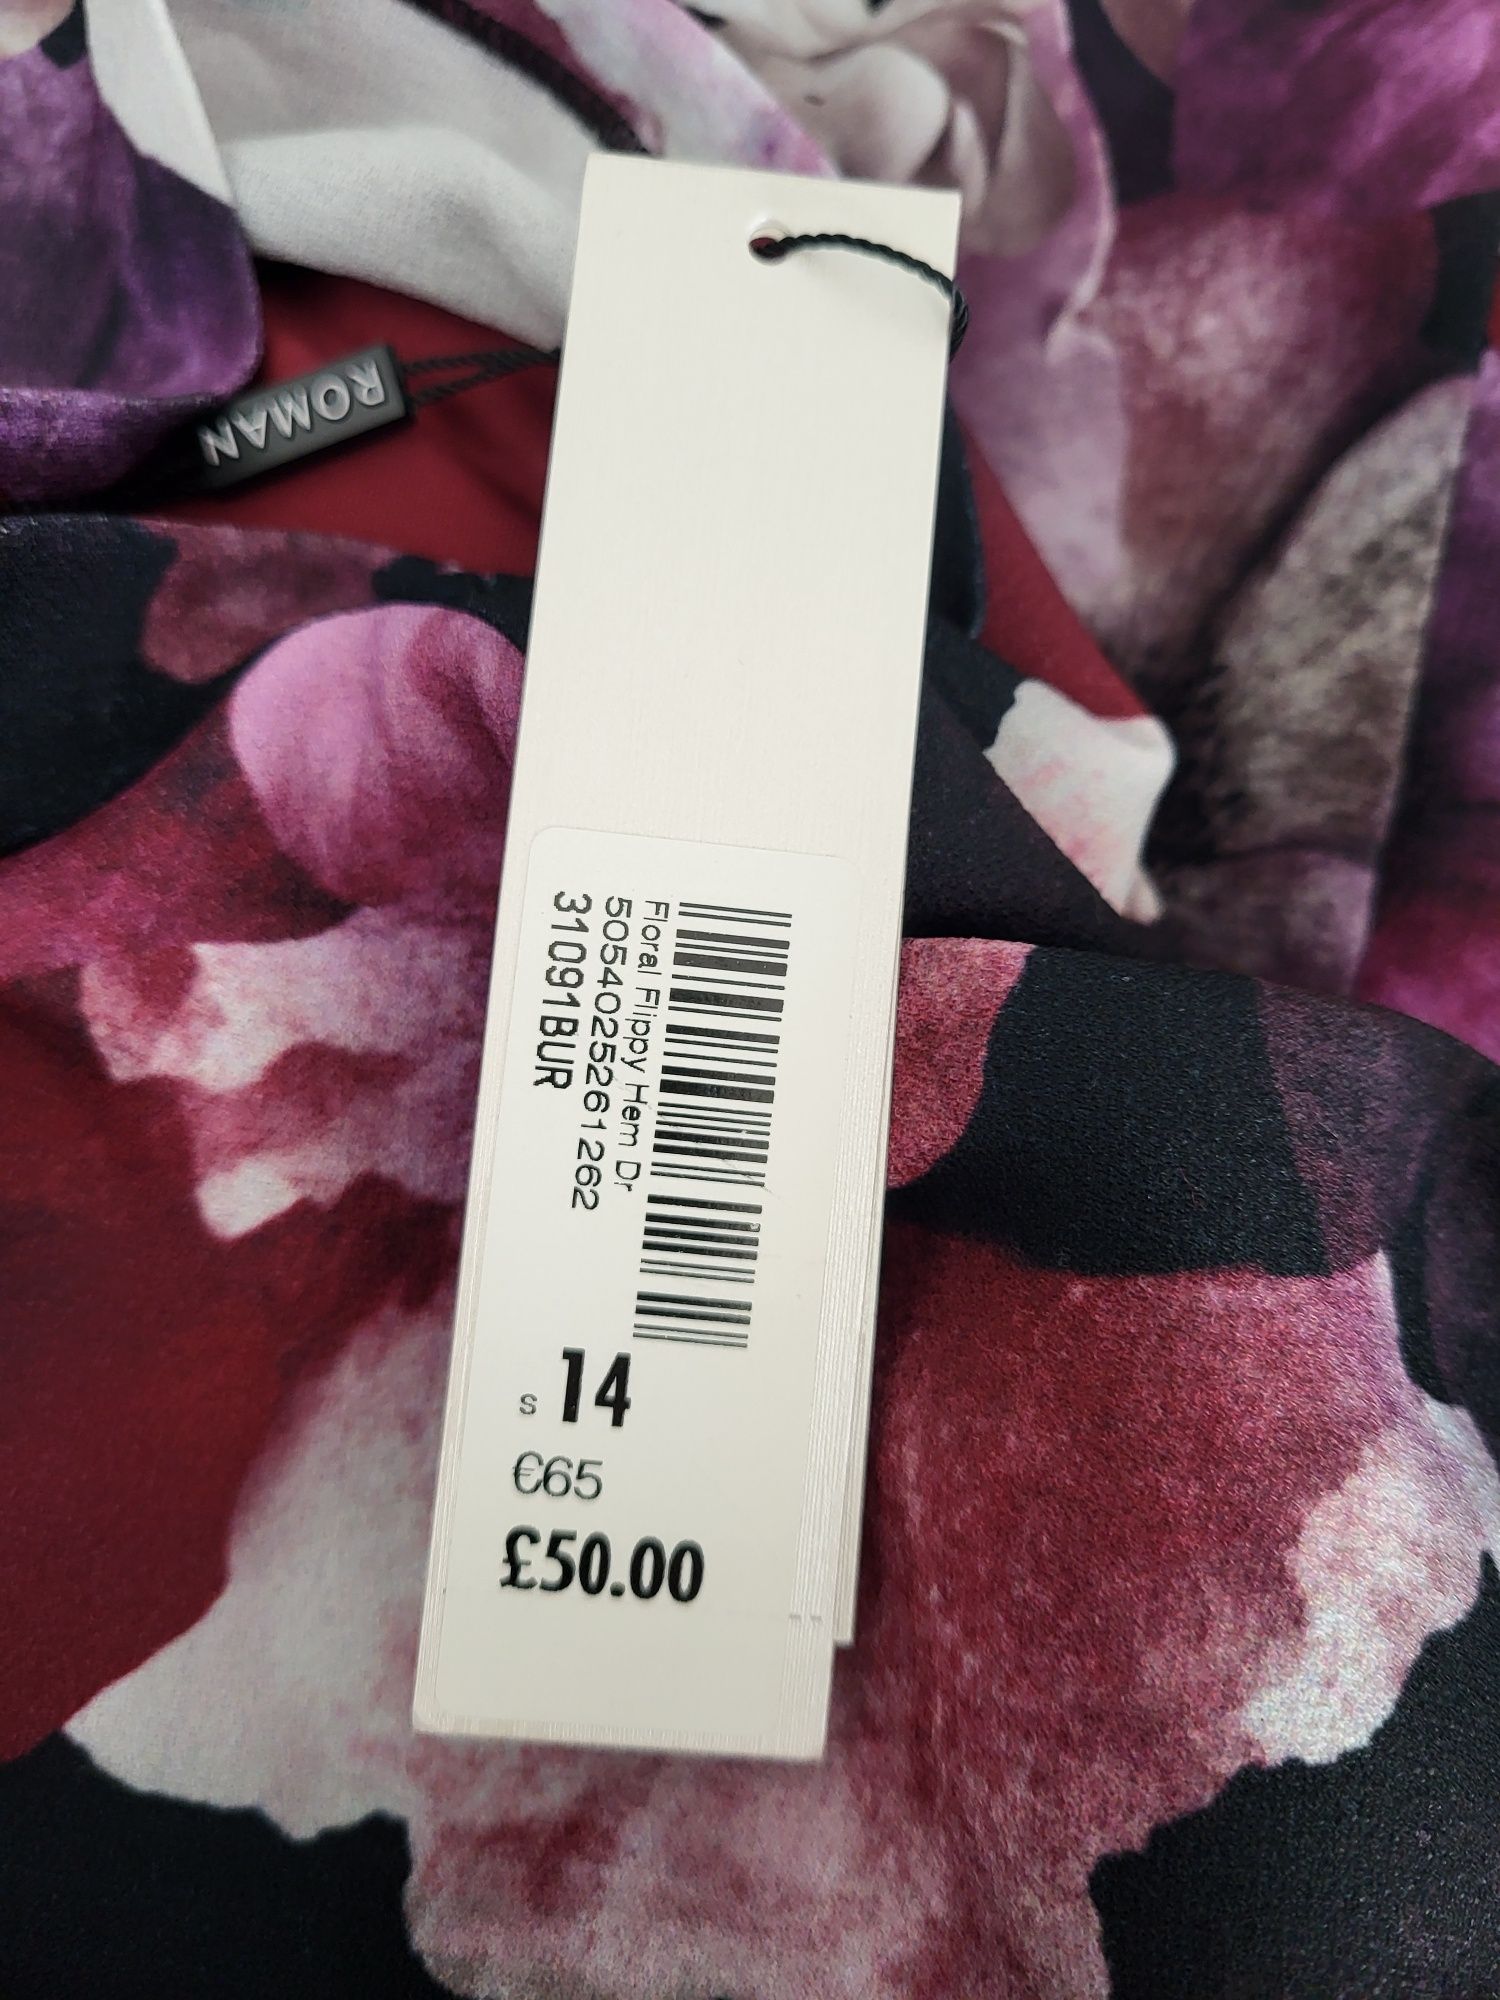 ROMAN
Floral Flippy Hem Dr
5054025261262
31091BUR
S 14
€65
£50.00